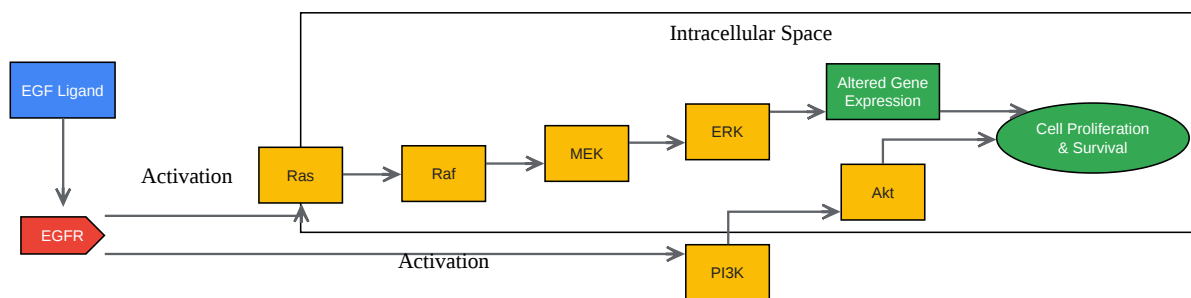 Intracellular Space
EGF Ligand
Altered Gene
Expression
ERK
Cell Proliferation
& Survival
MEK
Activation
Ras
Raf
Akt
EGFR
Activation
PI3K